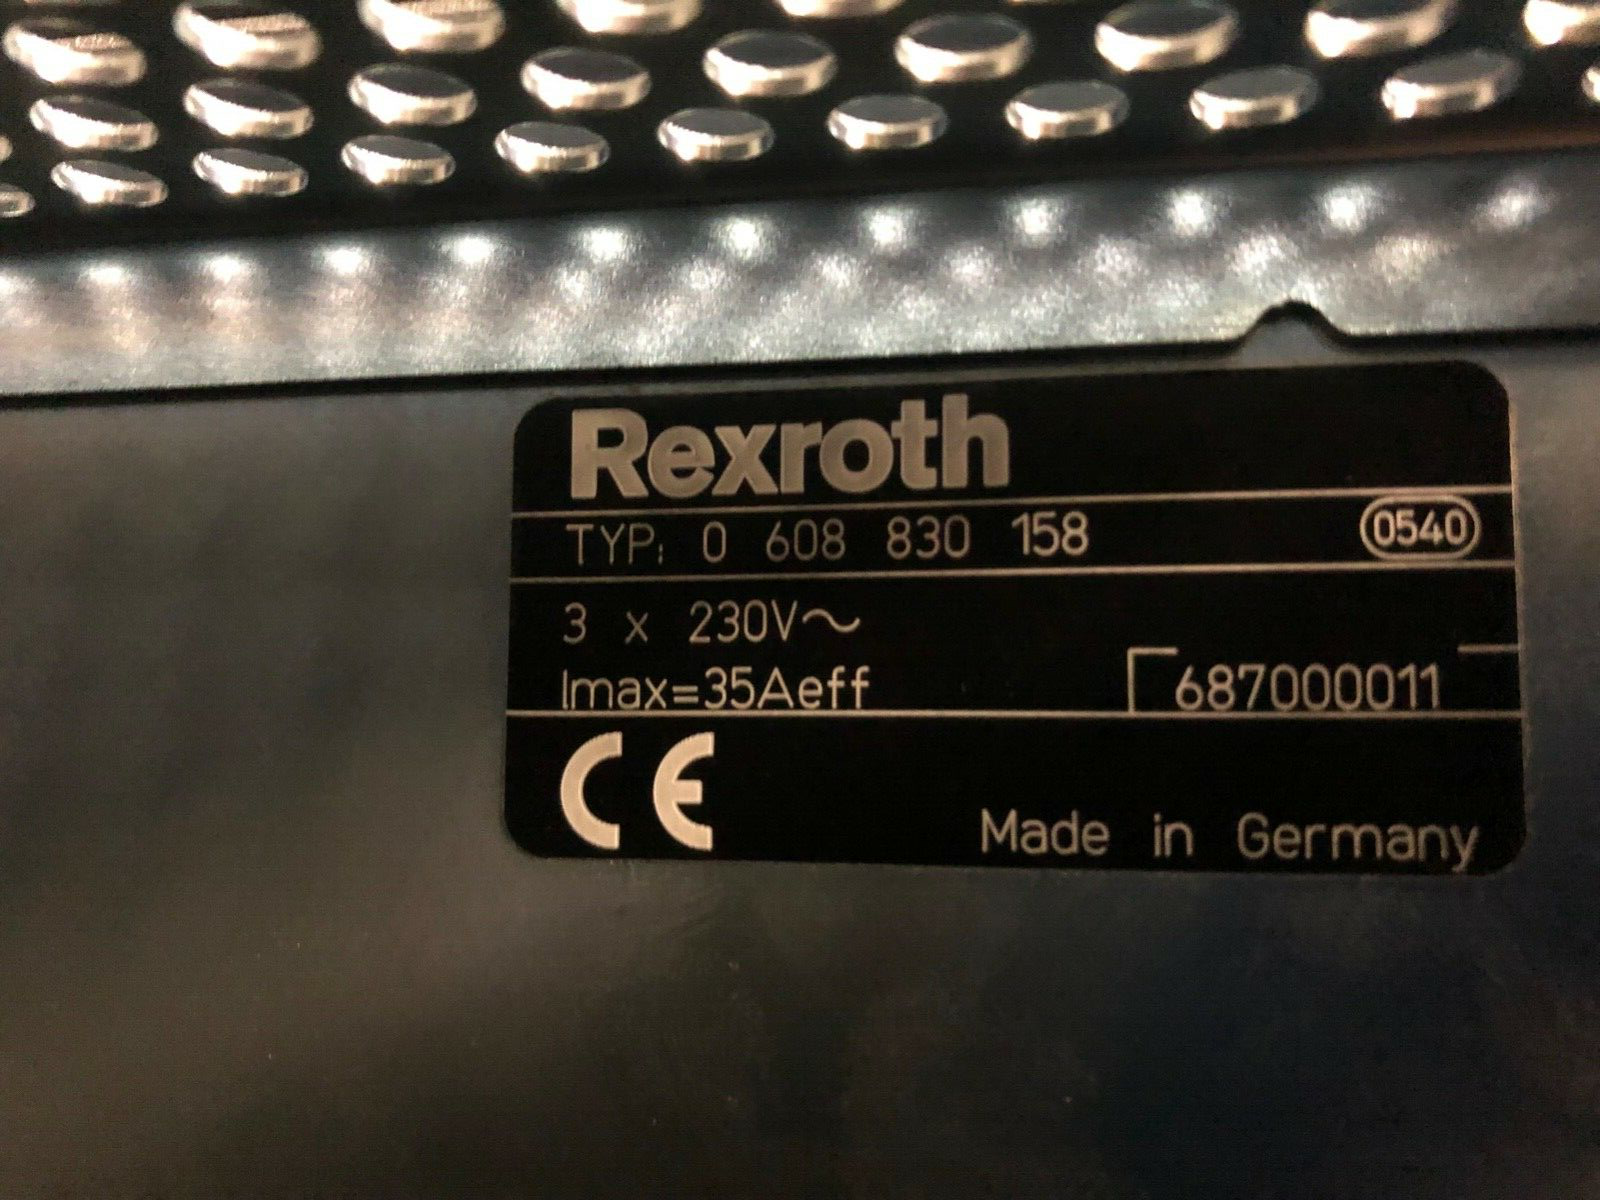 Rexroth
TYP: 0 608 830 158 0540
3 x 230V~
Imax=35Aeff 687000011
CE
Made in Germany